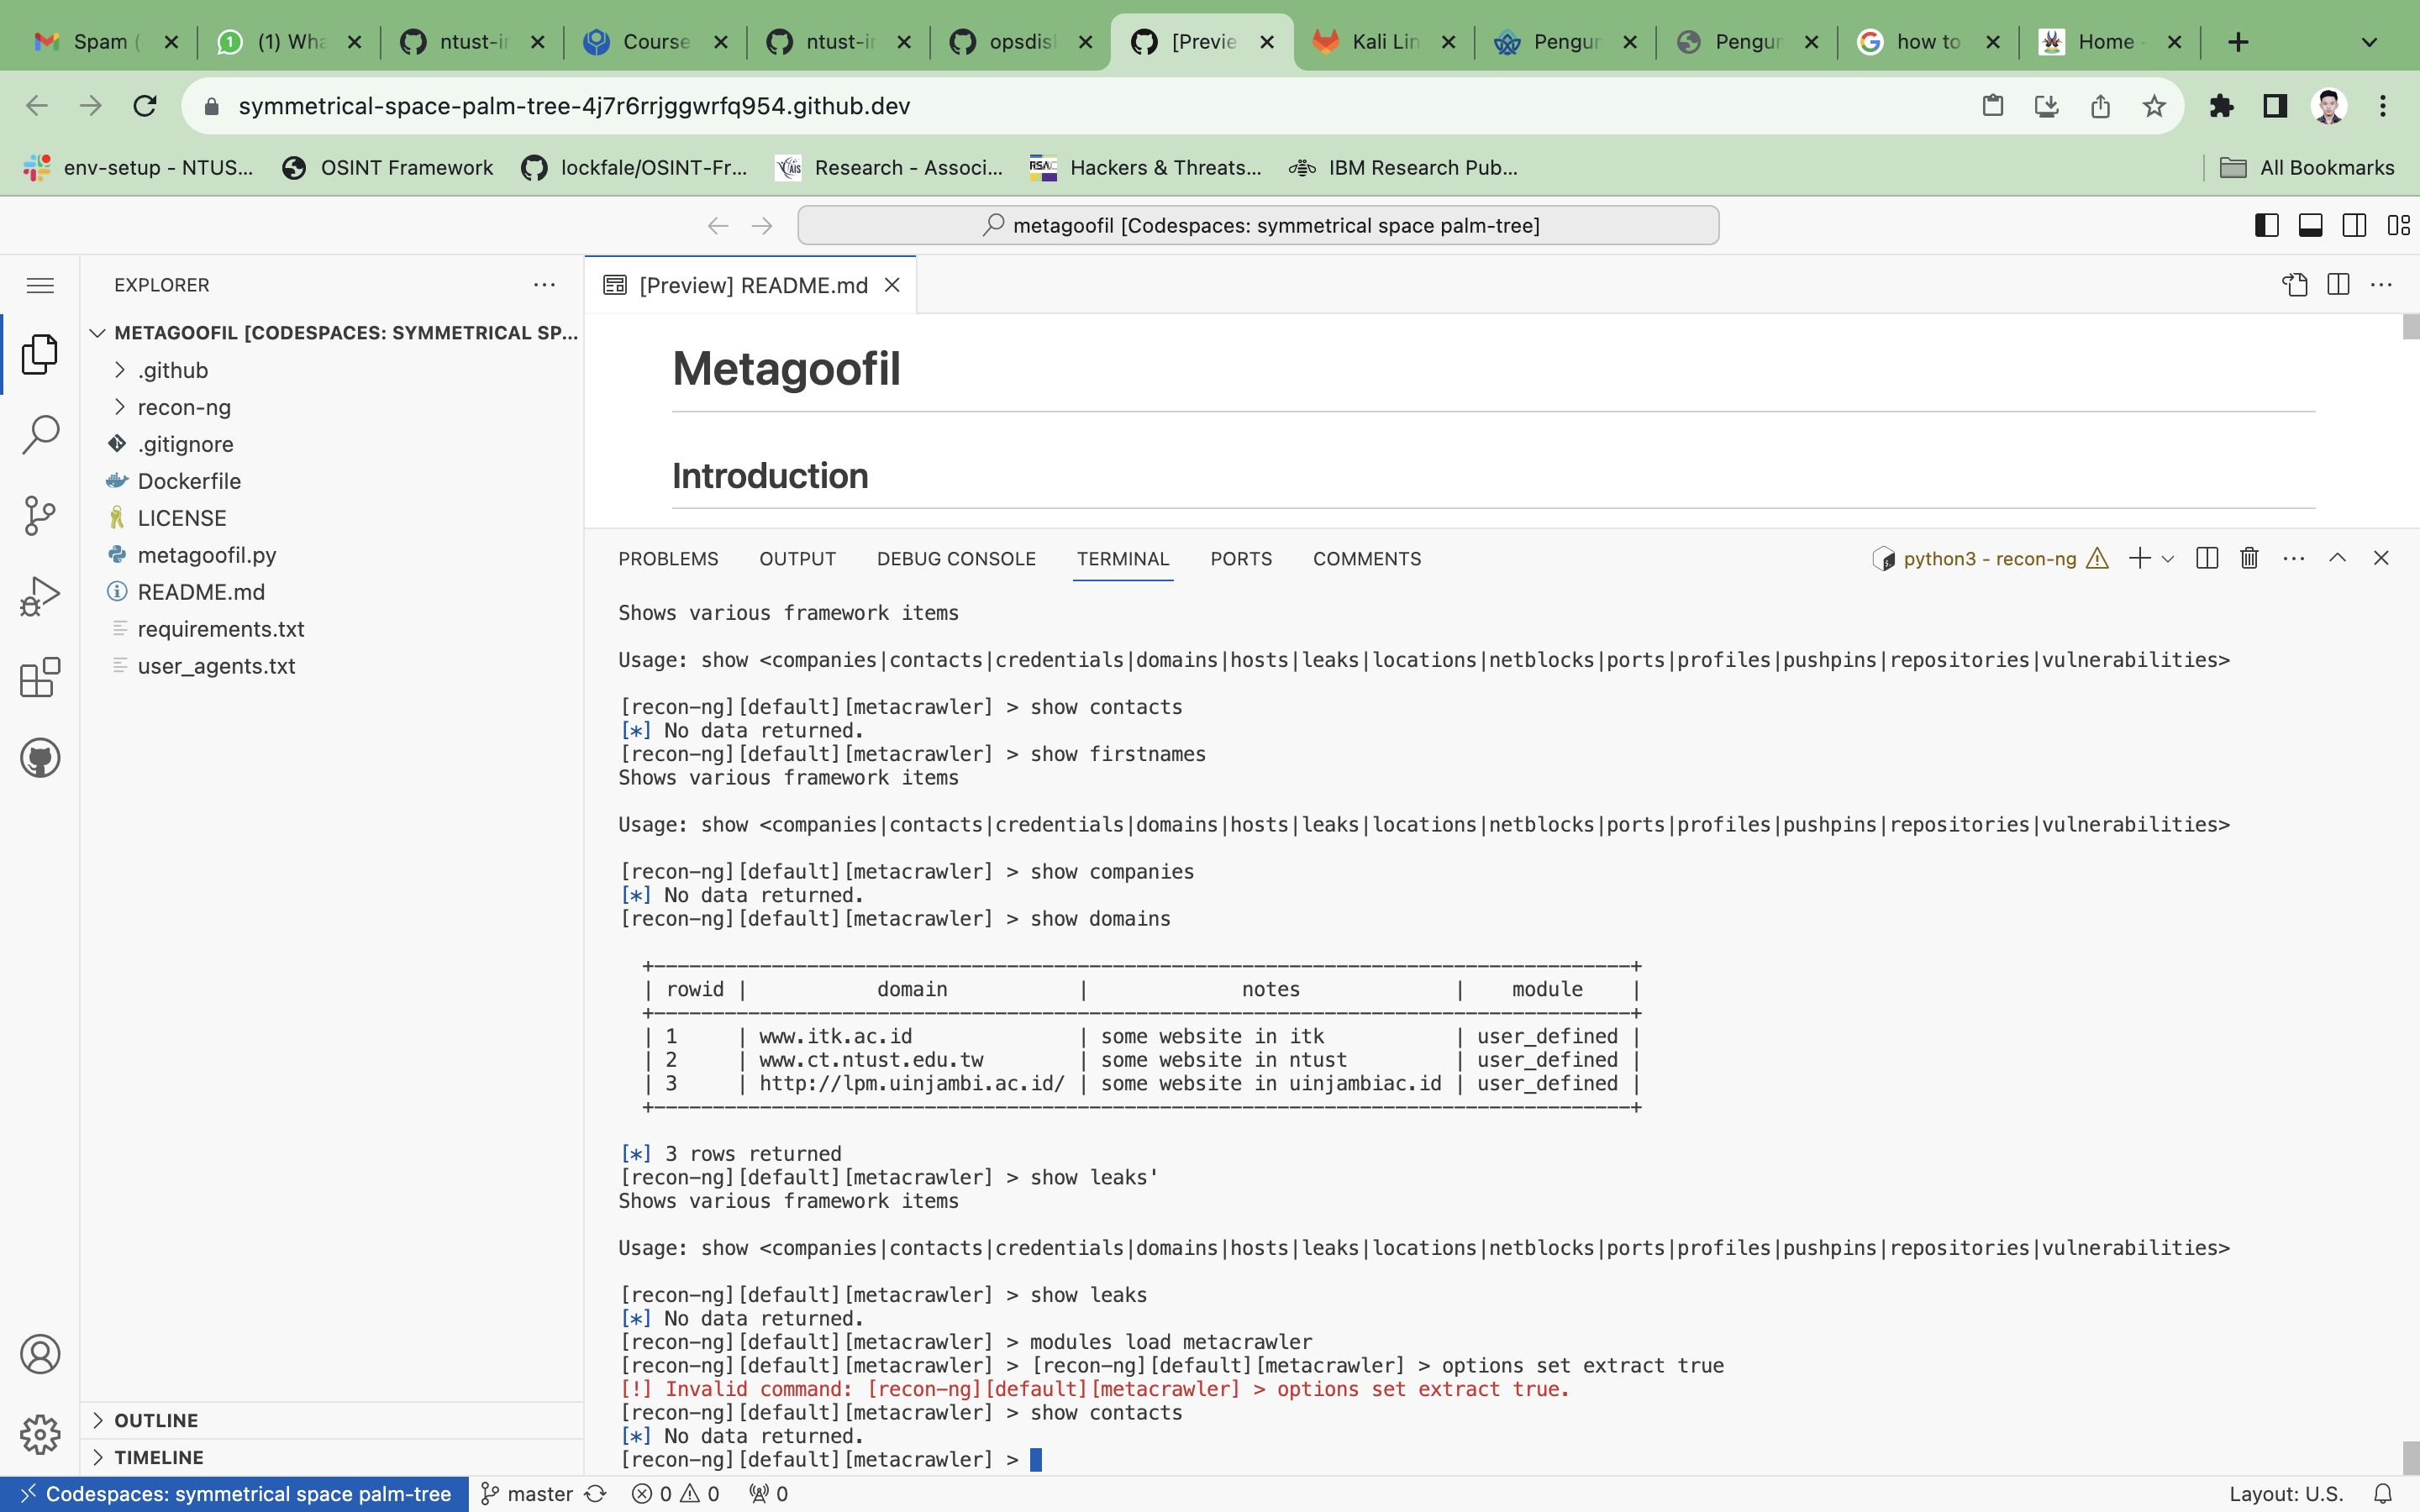 Spam (
(1) Wha
ntust-in
Course
ntust-in
opsdisk
[Previe
Kali Lin
Pengun
Pengun
how to
Home -
symmetrical-space-palm-tree-4j7r6rrjggwrfq954.github.dev
env-setup - NTUS...
OSINT Framework
lockfale/OSINT-Fr...
Research - Associ...
Hackers & Threats...
IBM Research Pub...
All Bookmarks
metagoofil [Codespaces: symmetrical space palm-tree]
EXPLORER
METAGOOFIL [CODESPACES: SYMMETRICAL SP...
.github
recon-ng
.gitignore
Dockerfile
LICENSE
metagoofil.py
README.md
requirements.txt
user_agents.txt
OUTLINE
TIMELINE
[Preview] README.md
Metagoofil
Introduction
PROBLEMS OUTPUT DEBUG CONSOLE TERMINAL PORTS COMMENTS
python3 - recon-ng
Shows various framework items
Usage: show <companies|contacts|credentials|domains|hosts|leaks|locations|netblocks|ports|profiles|pushpins|repositories|vulnerabilities>
[recon-ng][default][metacrawler] > show contacts
[*] No data returned.
[recon-ng][default][metacrawler] > show firstnames
Shows various framework items
Usage: show <companies|contacts|credentials|domains|hosts|leaks|locations|netblocks|ports|profiles|pushpins|repositories|vulnerabilities>
[recon-ng][default][metacrawler] > show companies
[*] No data returned.
[recon-ng][default][metacrawler] > show domains
+-----------------------------------------------------------------------------------+
| rowid | domain | notes | module |
+-----------------------------------------------------------------------------------+
| 1 | www.itk.ac.id | some website in itk | user_defined |
| 2 | www.ct.ntust.edu.tw | some website in ntust | user_defined |
| 3 | http://lpm.uinjambi.ac.id/ | some website in uinjambiac.id | user_defined |
+-----------------------------------------------------------------------------------+
[*] 3 rows returned
[recon-ng][default][metacrawler] > show leaks'
Shows various framework items
Usage: show <companies|contacts|credentials|domains|hosts|leaks|locations|netblocks|ports|profiles|pushpins|repositories|vulnerabilities>
[recon-ng][default][metacrawler] > show leaks
[*] No data returned.
[recon-ng][default][metacrawler] > modules load metacrawler
[recon-ng][default][metacrawler] > [recon-ng][default][metacrawler] > options set extract true
[!] Invalid command: [recon-ng][default][metacrawler] > options set extract true.
[recon-ng][default][metacrawler] > show contacts
[*] No data returned.
[recon-ng][default][metacrawler] >
Codespaces: symmetrical space palm-tree
master
0
0
0
Layout: U.S.